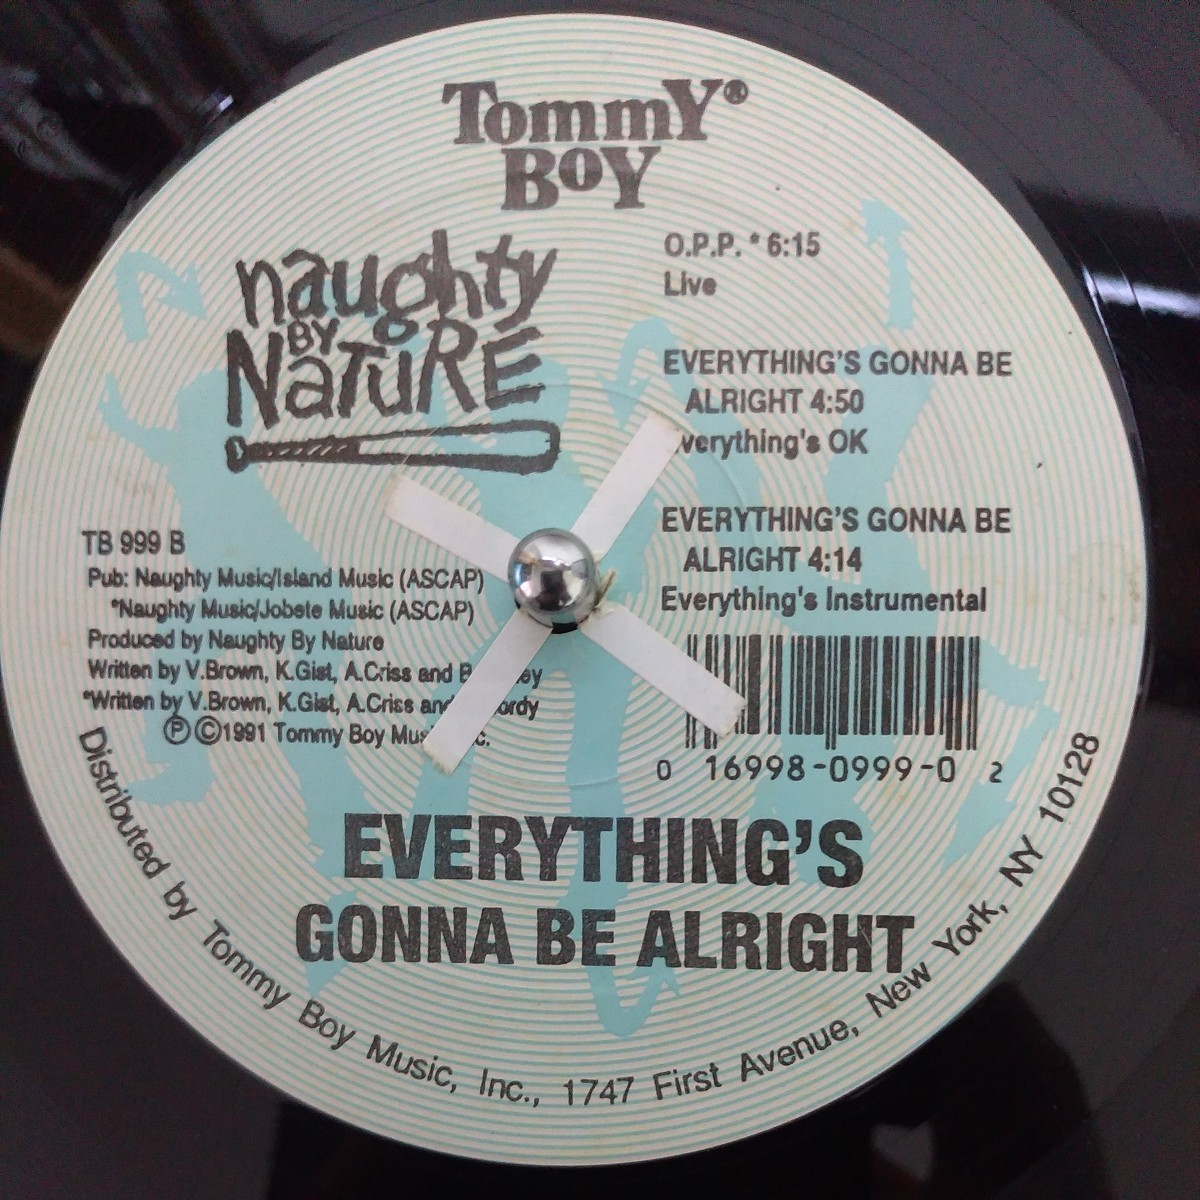 Tommy®
Boy
naughty
BY
NATURE
O.P.P. * 6:15
Live
EVERYTHING'S GONNA BE
ALRIGHT 4:50
verything's OK
EVERYTHING'S GONNA BE
ALRIGHT 4:14
Everything's Instrumental
TB 999 B
Pub: Naughty Music/Island Music (ASCAP)
*Naughty Music/Jobete Music (ASCAP)
Produced by Naughty By Nature
Written by V.Brown, K.Gist, A.Criss and
*Written by V.Brown, K.Gist, A.Criss and
Ⓟ ©1991 Tommy Boy
0 16998-0999-0 2
EVERYTHING'S
GONNA BE ALRIGHT
Distributed by Tommy Boy Music, Inc., 1747 First Avenue, New York, NY 10128